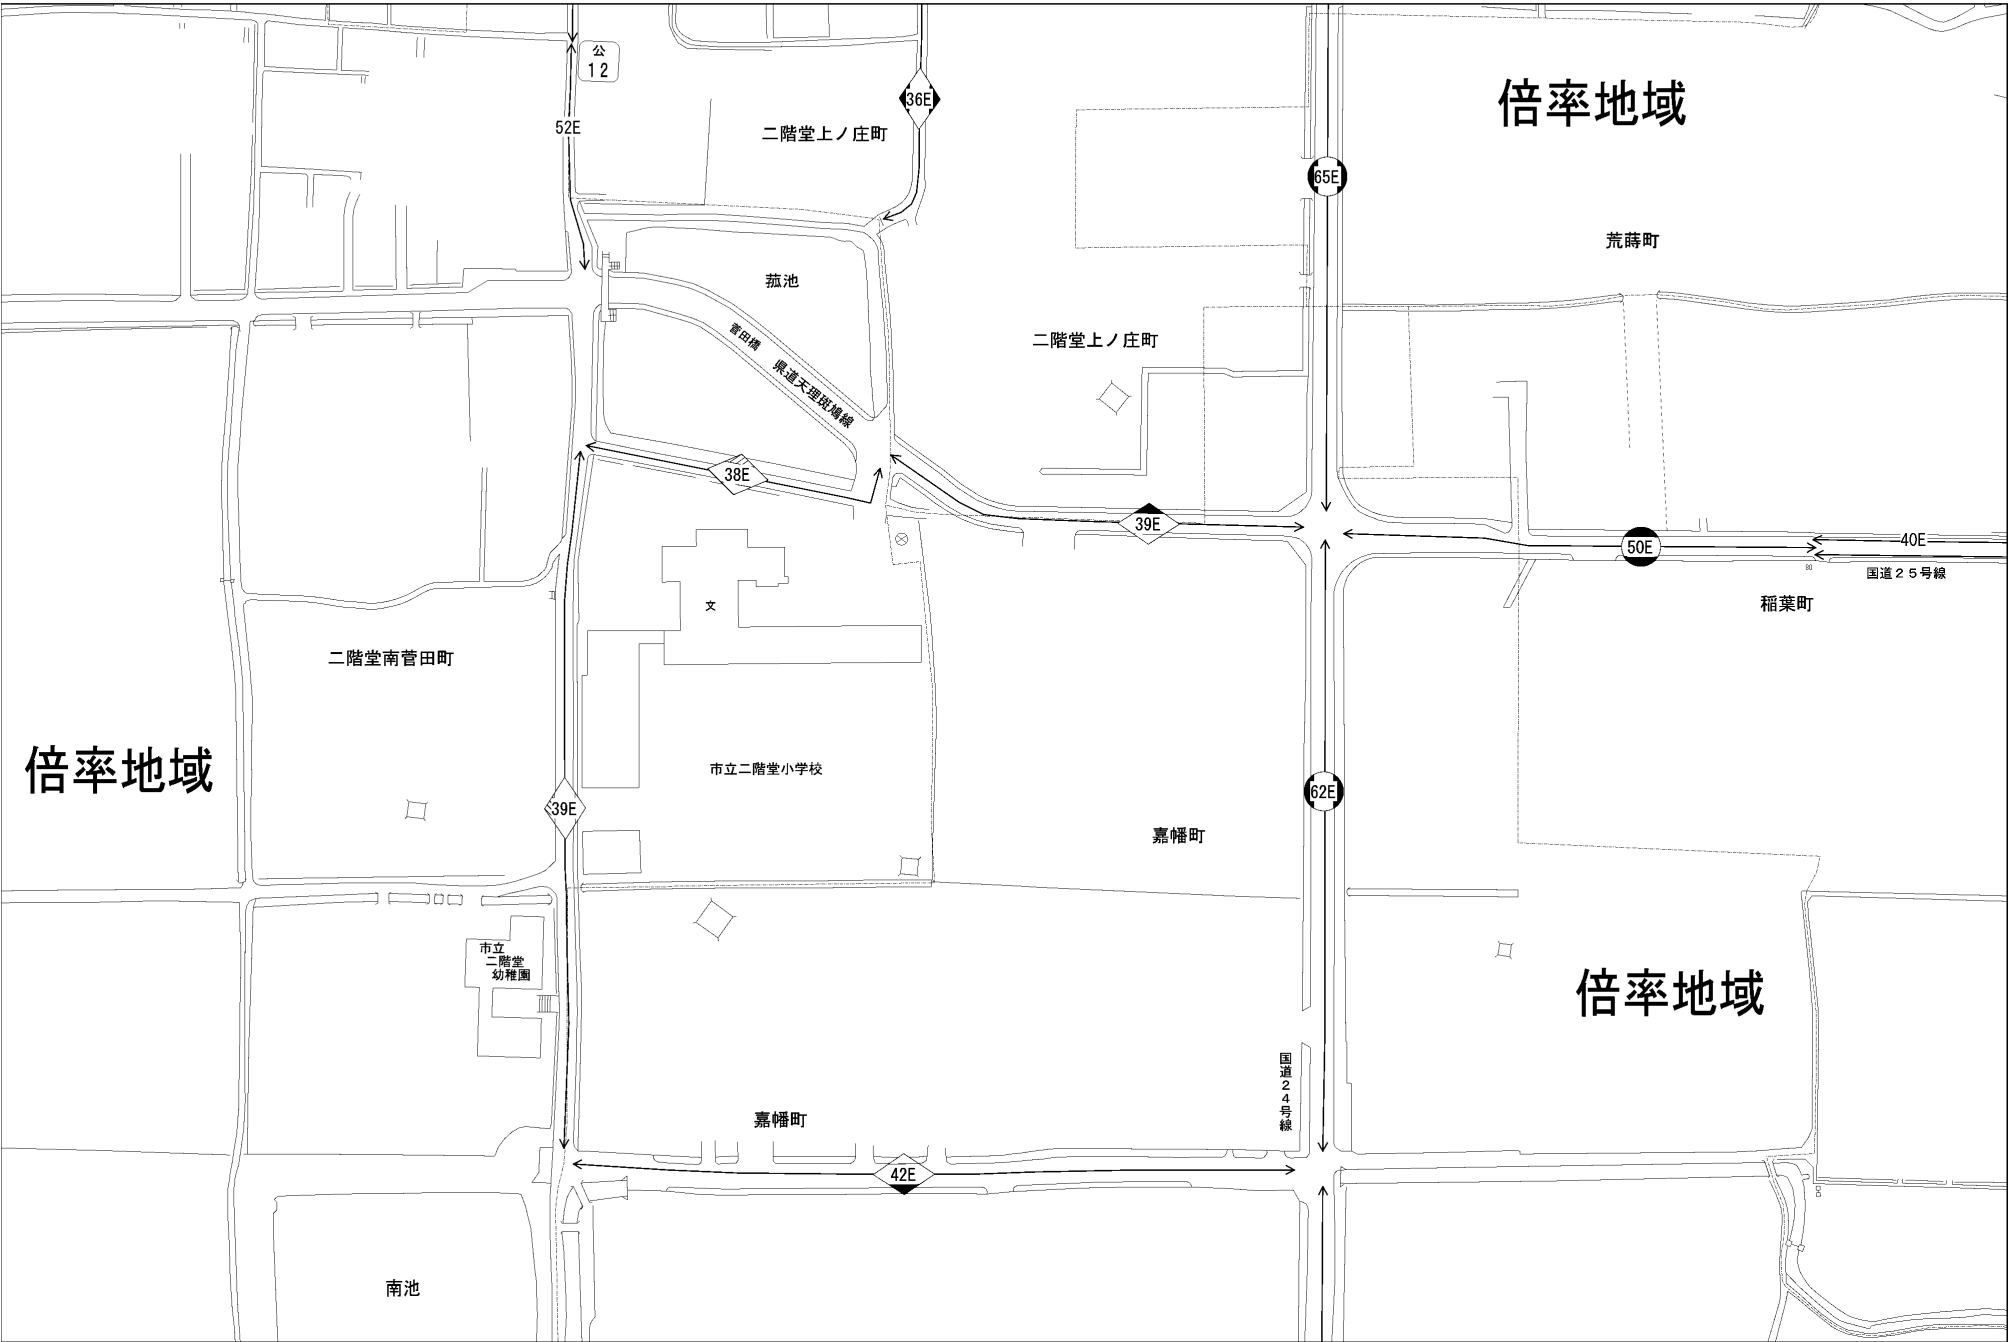 公
12
36E
52E
二階堂上ノ庄町
倍率地域
65E
荒蒔町
菰池
菅田橋
県道天理斑鳩線
二階堂上ノ庄町
38E
39E
50E
40E
国道25号線
稲葉町
文
二階堂南菅田町
倍率地域
市立二階堂小学校
39E
62E
嘉幡町
市立
二階堂
幼稚園
倍率地域
国道24号線
嘉幡町
42E
南池